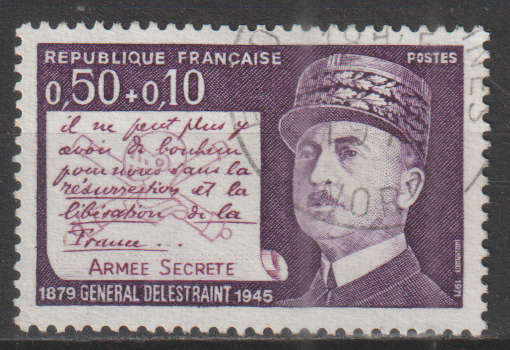 RÉPUBLIQUE FRANÇAISE POSTES
0,50+0,10
il ne peut plus y
avoir de bonheur
pour nous sans la
résurrection et la
libération de la
France...
ARMEE SECRETE
1879 GENERAL DELESTRAINT 1945
1971